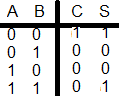 A B C S
0 0 1 1
0 1 0 0
1 0 0 0
1 1 0 1